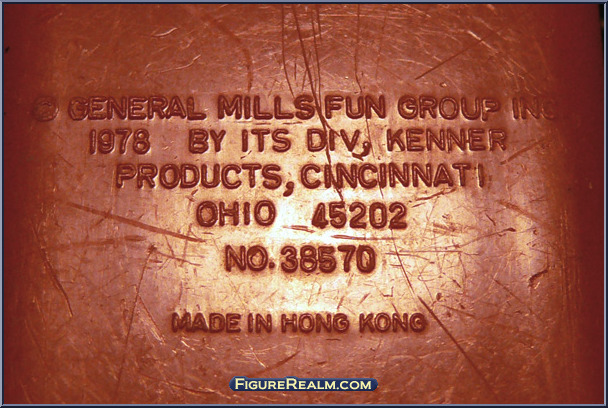 © GENERAL MILLS FUN GROUP INC
1978 BY ITS DIV, KENNER
PRODUCTS, CINCINNATI
OHIO 45202
NO. 38570
MADE IN HONG KONG
FIGUREREALM.COM